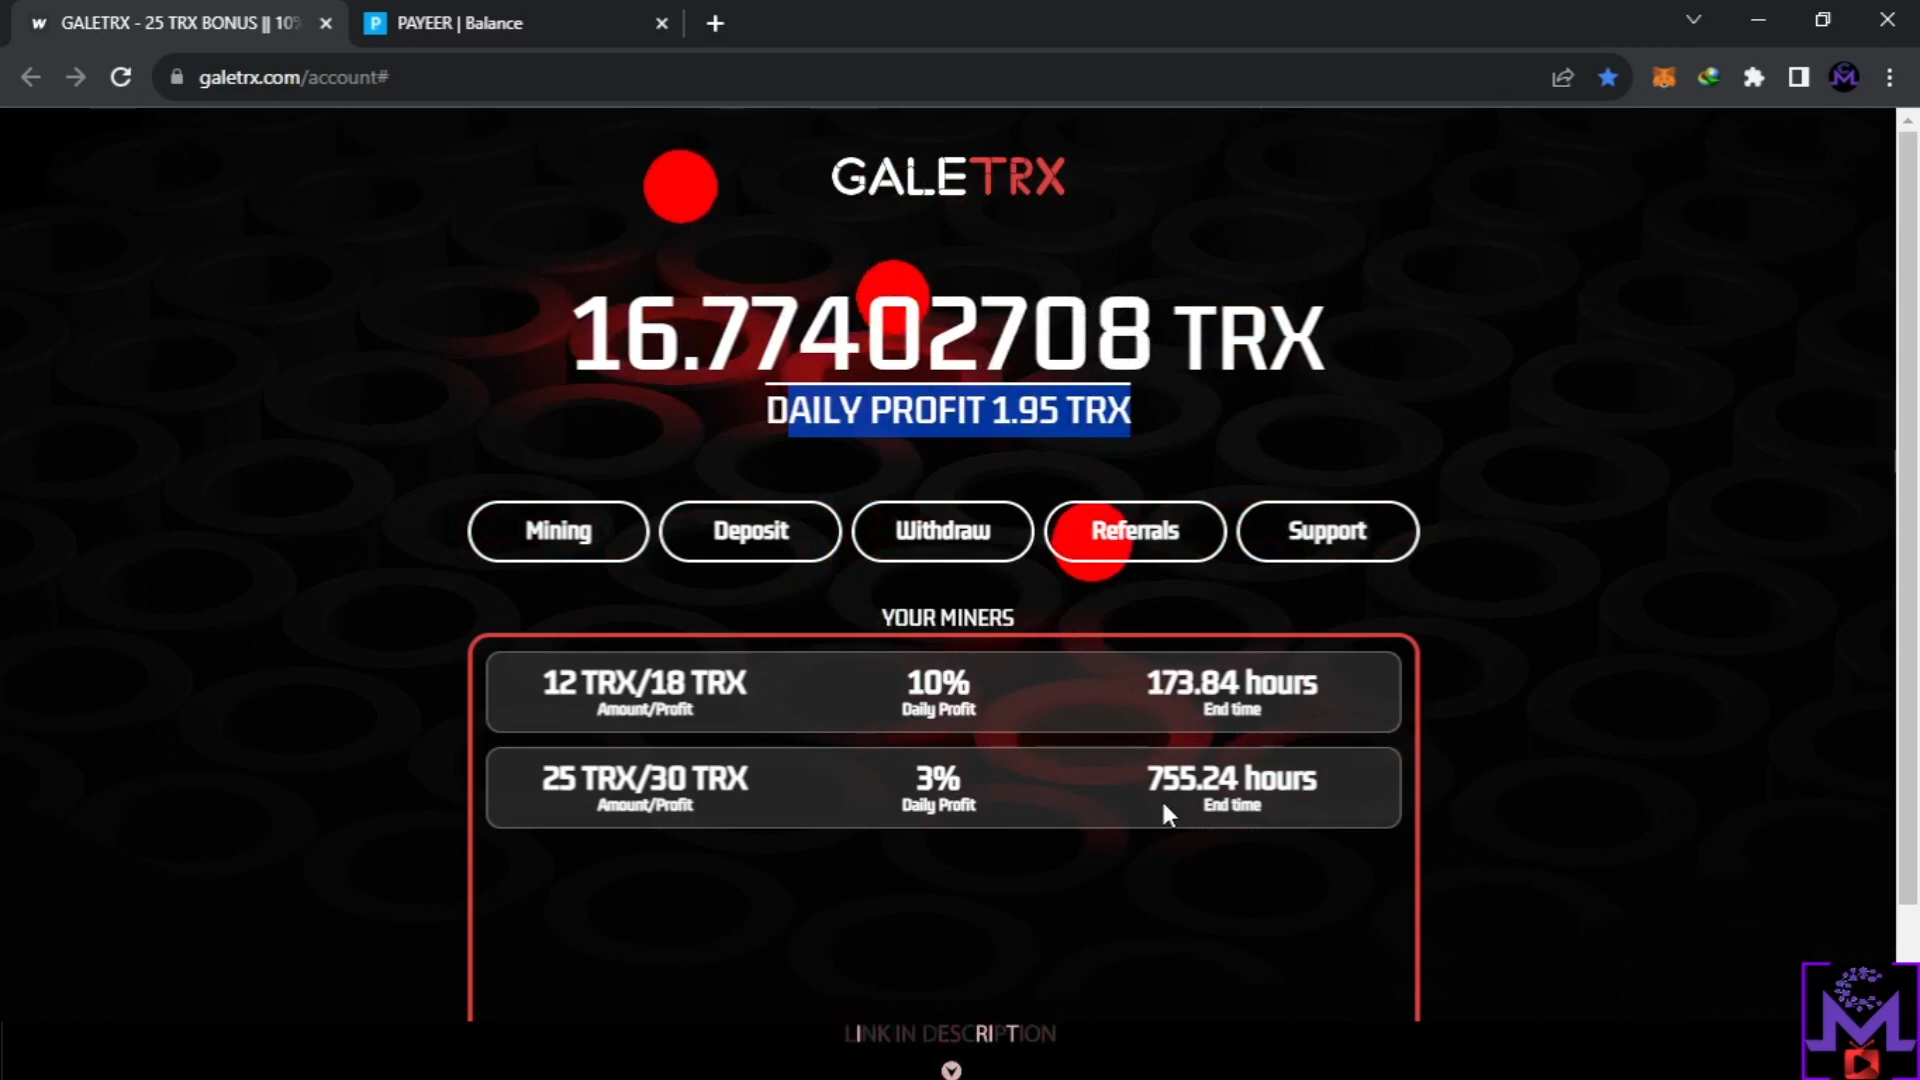 GALETRX - 25 TRX BONUS || 10%
PAYEER | Balance
galetrx.com/account#
GALETRX
16.77402708 TRX
DAILY PROFIT 1.95 TRX
Mining Deposit Withdraw Referrals Support
YOUR MINERS
12 TRX/18 TRX 10% 173.84 hours
Amount/Profit Daily Profit End time
25 TRX/30 TRX 3% 755.24 hours
Amount/Profit Daily Profit End time
LINK IN DESCRIPTION